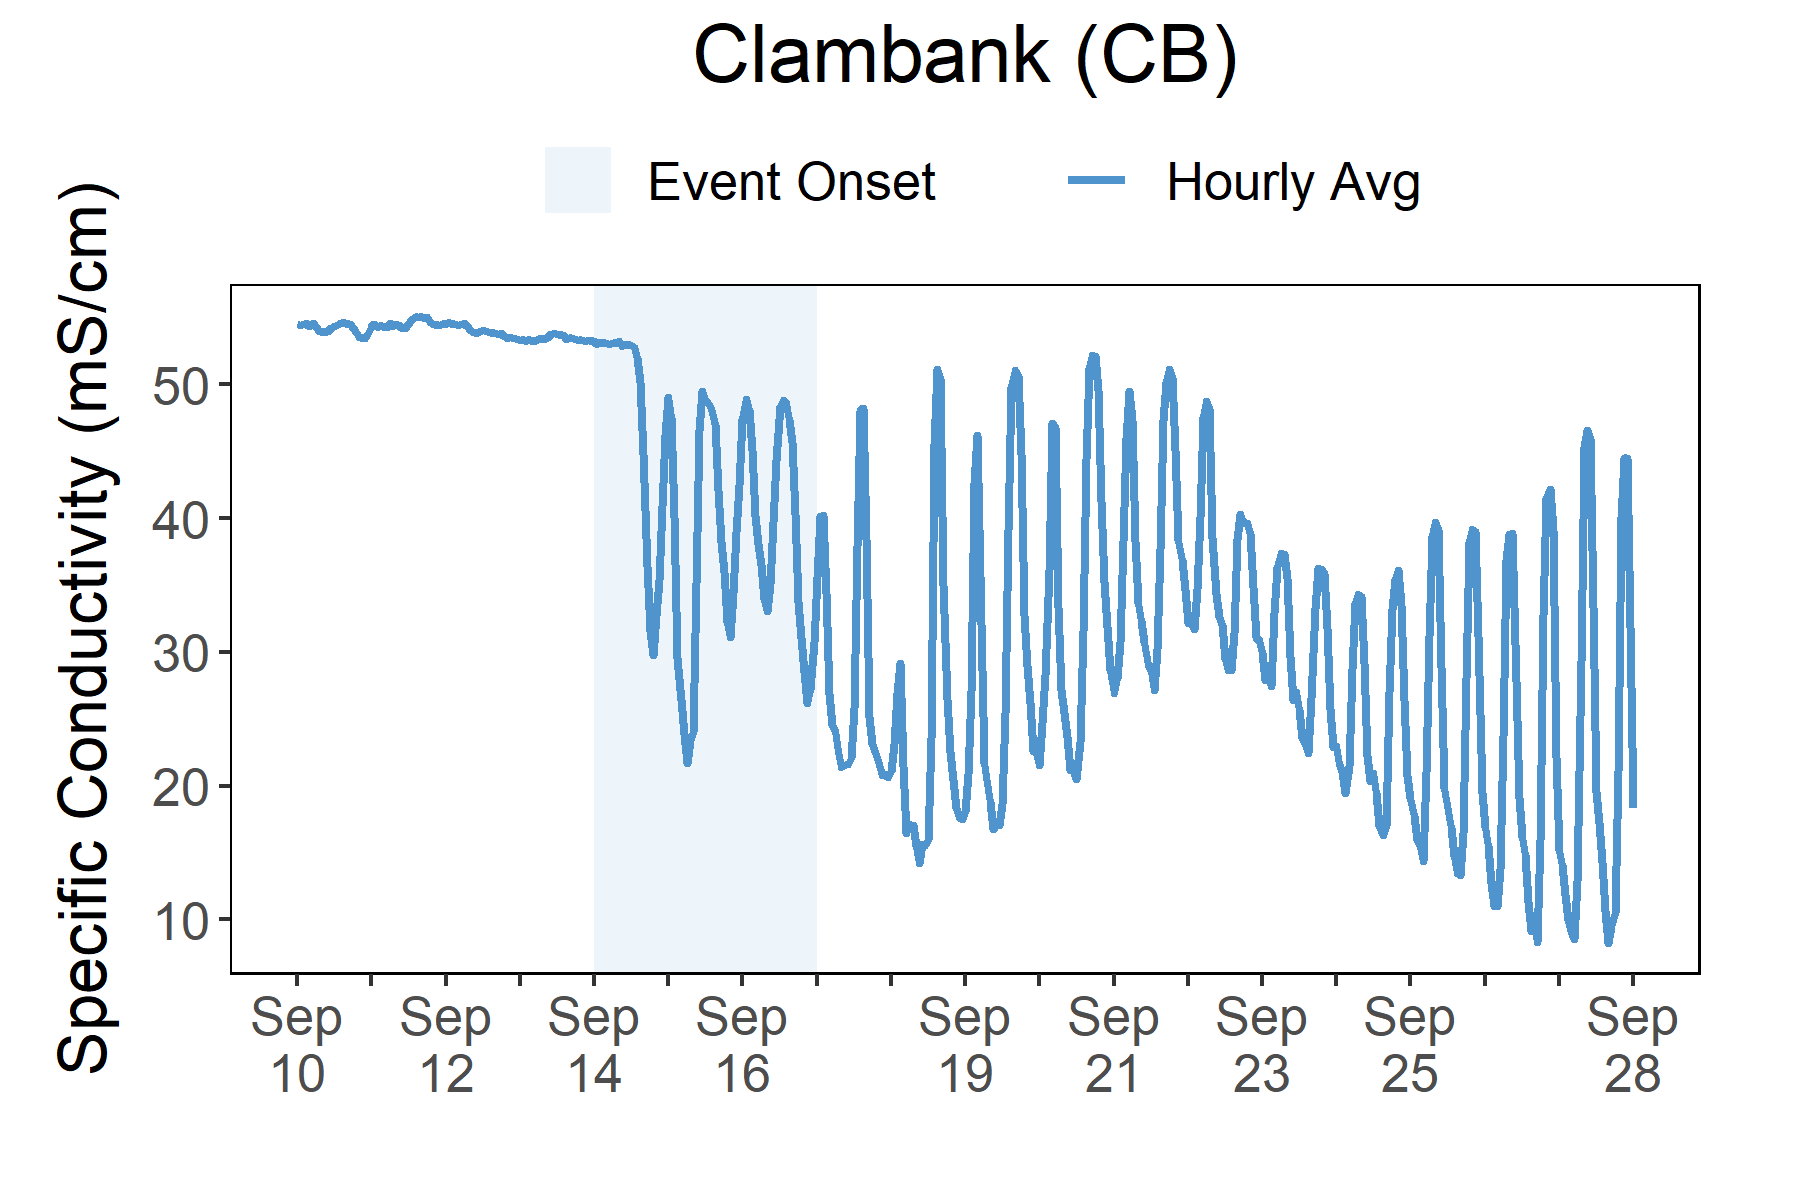 Clambank (CB)
Event Onset
Hourly Avg
Specific Conductivity (mS/cm)
50
40
30
20
10
Sep 10
Sep 12
Sep 14
Sep 16
Sep 19
Sep 21
Sep 23
Sep 25
Sep 28